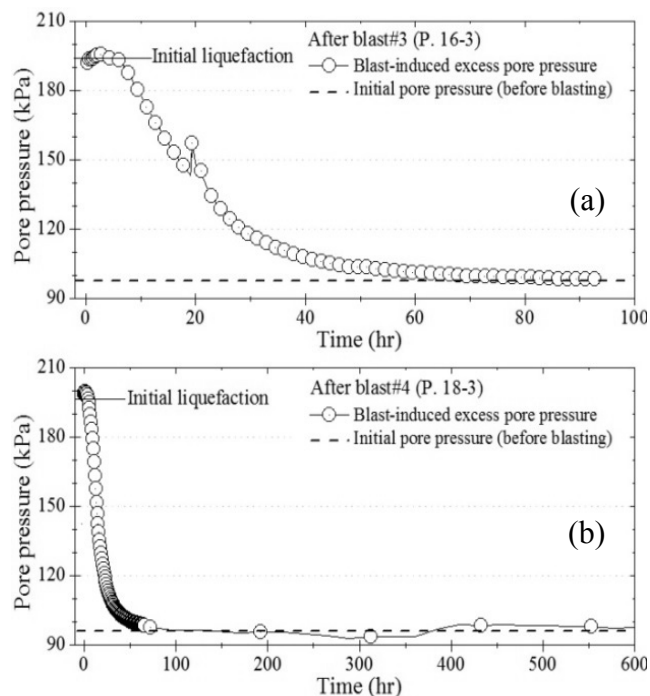 After blast#3 (P. 16-3)
Initial liquefaction
Blast-induced excess pore pressure
Initial pore pressure (before blasting)
(a)
Pore pressure (kPa)
210
180
150
120
90
0 20 40 60 80 100
Time (hr)
After blast#4 (P. 18-3)
Initial liquefaction
Blast-induced excess pore pressure
Initial pore pressure (before blasting)
(b)
Pore pressure (kPa)
210
180
150
120
90
0 100 200 300 400 500 600
Time (hr)